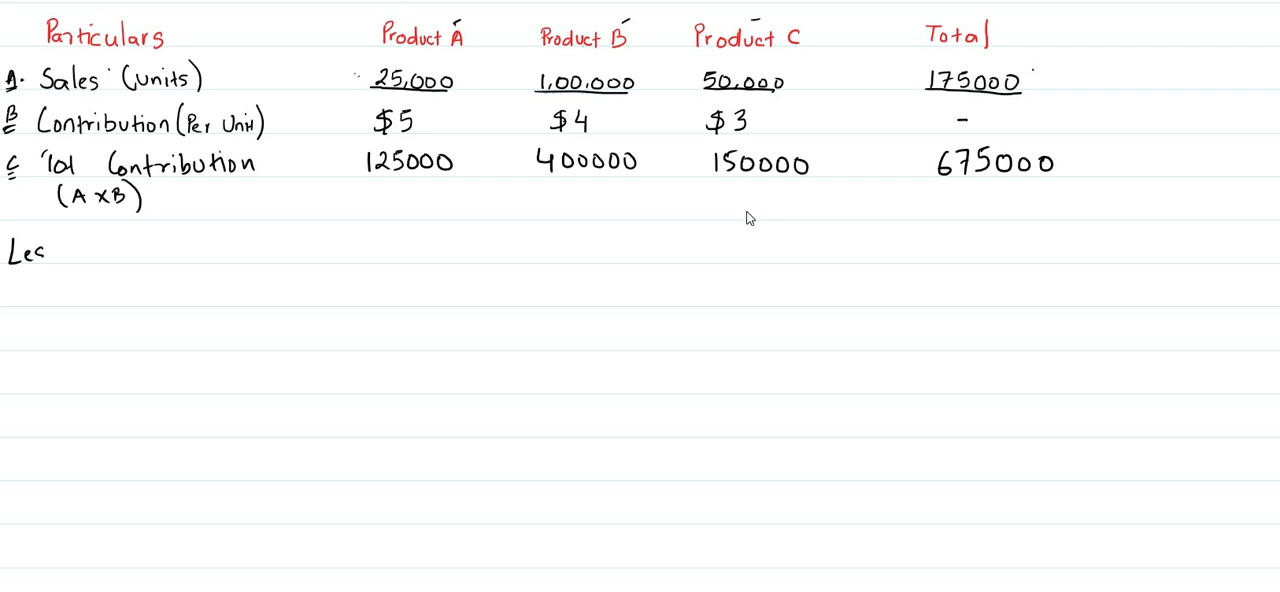 Particulars Product A Product B Product C Total
A. Sales (units) 25,000 1,00,000 50,000 175000
B Contribution (Per Unit) $5 $4 $3 -
C Tot Contribution 125000 400000 150000 675000
(A x B)
Les